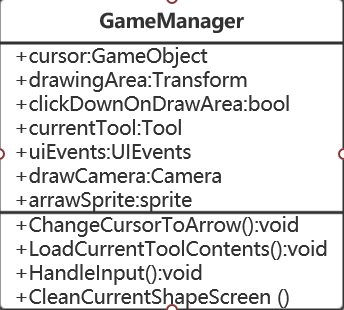 GameManager
+cursor:GameObject
+drawingArea:Transform
+clickDownOnDrawArea:bool
+currentTool:Tool
+uiEvents:UIEvents
+drawCamera:Camera
+arrawSprite:sprite
+ChangeCursorToArrow():void
+LoadCurrentToolContents():void
+HandleInput():void
+CleanCurrentShapeScreen ()